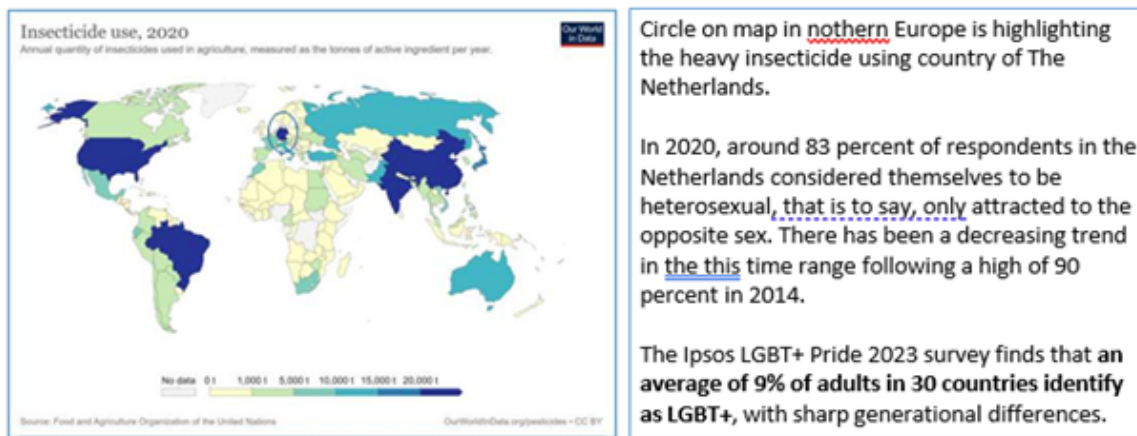 Insecticide use, 2020
Annual quantity of insecticides used in agriculture, measured as the tonnes of active ingredient per year.
Our World
in Data
No data
0 t
1,000 t
5,000 t
10,000 t
15,000 t
20,000 t
Source: Food and Agriculture Organization of the United Nations
OurWorldInData.org/pesticides • CC BY
Circle on map in nothern Europe is highlighting
the heavy insecticide using country of The
Netherlands.
In 2020, around 83 percent of respondents in the
Netherlands considered themselves to be
heterosexual, that is to say, only attracted to the
opposite sex. There has been a decreasing trend
in the this time range following a high of 90
percent in 2014.
The Ipsos LGBT+ Pride 2023 survey finds that an
average of 9% of adults in 30 countries identify
as LGBT+, with sharp generational differences.